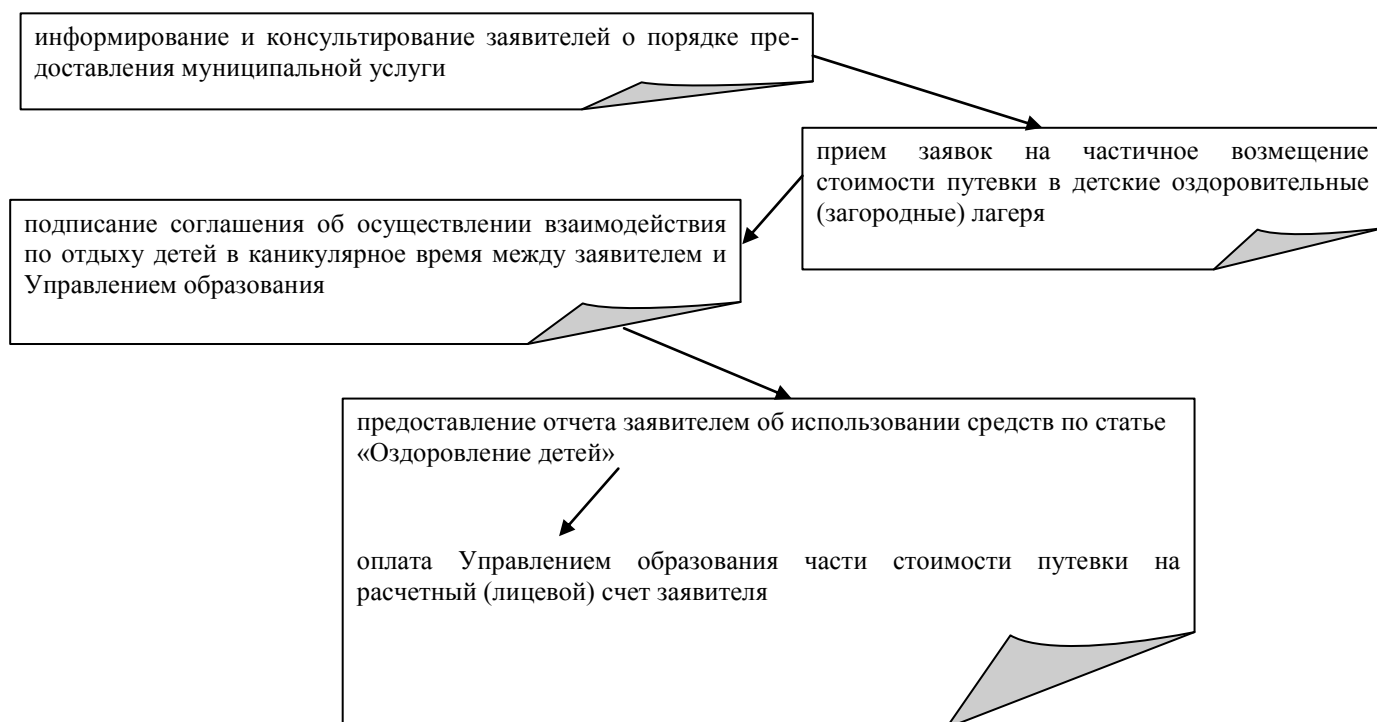 информирование и консультирование заявителей о порядке пре-
доставления муниципальной услуги
прием заявок на частичное возмещение
стоимости путевки в детские оздоровительные
(загородные) лагеря
подписание соглашения об осуществлении взаимодействия
по отдыху детей в каникулярное время между заявителем и
Управлением образования
предоставление отчета заявителем об использовании средств по статье
«Оздоровление детей»
оплата Управлением образования части стоимости путевки на
расчетный (лицевой) счет заявителя